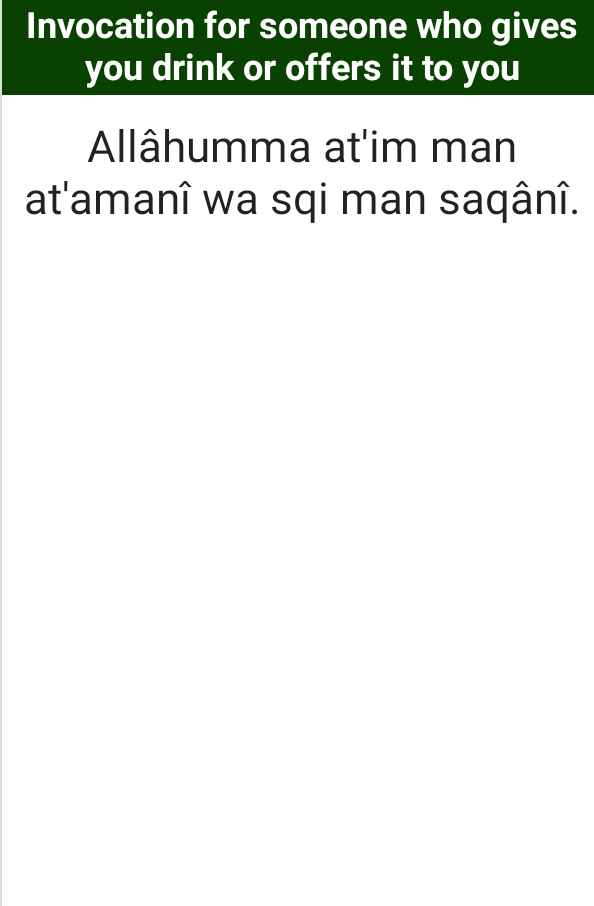 Invocation for someone who gives
you drink or offers it to you
Allâhumma at'im man
at'amanî wa sqi man saqânî.